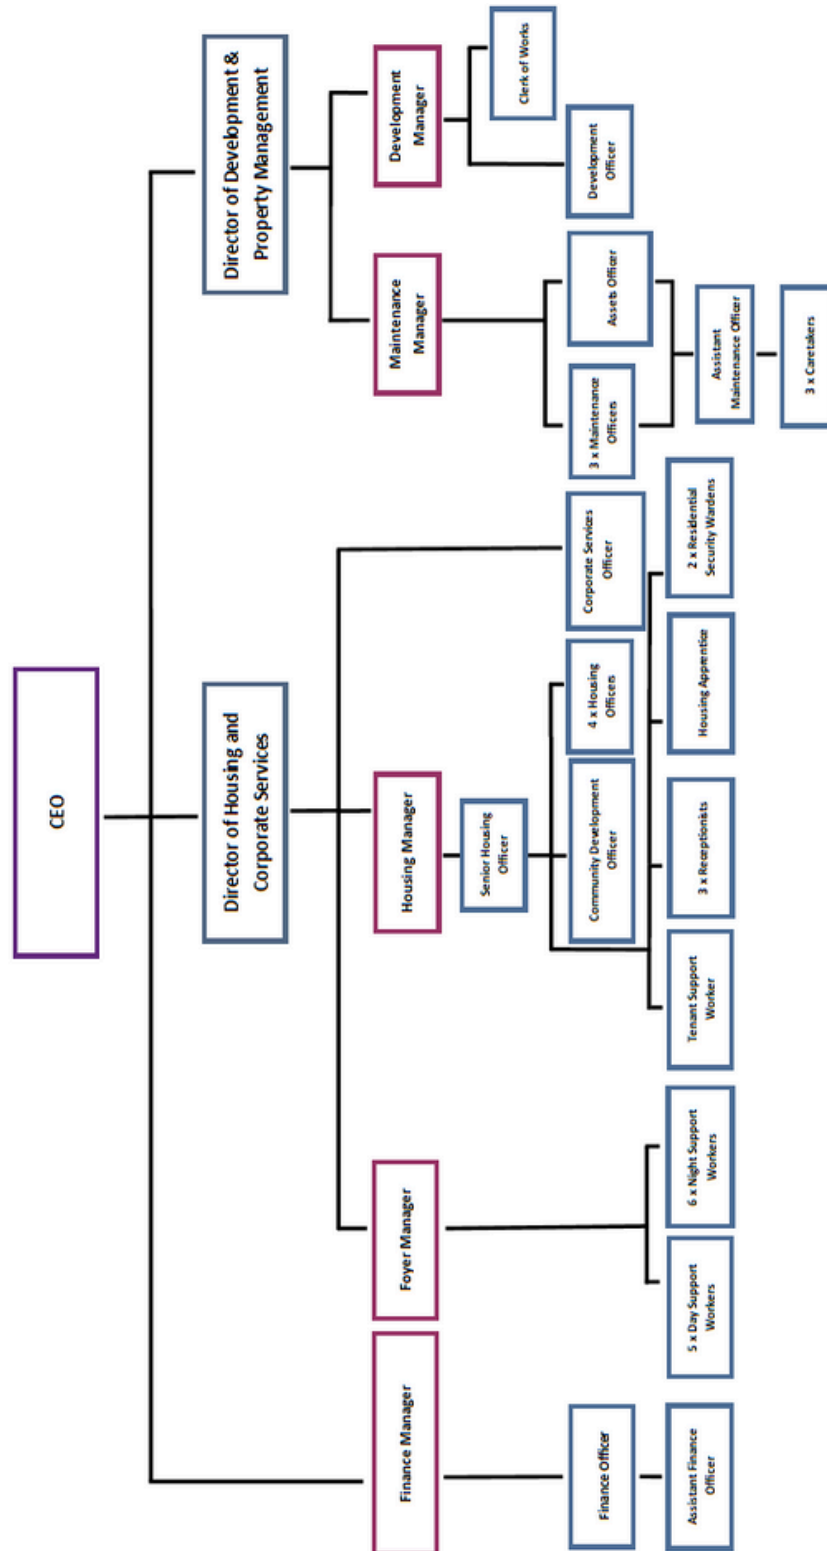 CEO
Director of Housing and
Corporate Services
Director of Development &
Property Management
Finance Manager
Foyer Manager
Housing Manager
Maintenance
Manager
Development
Manager
Senior Housing
Officer
Clerk of Works
Finance Officer
Community Development
Officer
4 x Housing
Officers
Corporate Services
Officer
3 x Maintenance
Officers
Assets Officer
Development
Officer
Assistant Finance
Officer
5 x Day Support
Workers
6 x Night Support
Workers
Tenant Support
Worker
3 x Receptionists
Housing Apprentice
2 x Residential
Security Wardens
Assistant
Maintenance Officer
3 x Caretakers